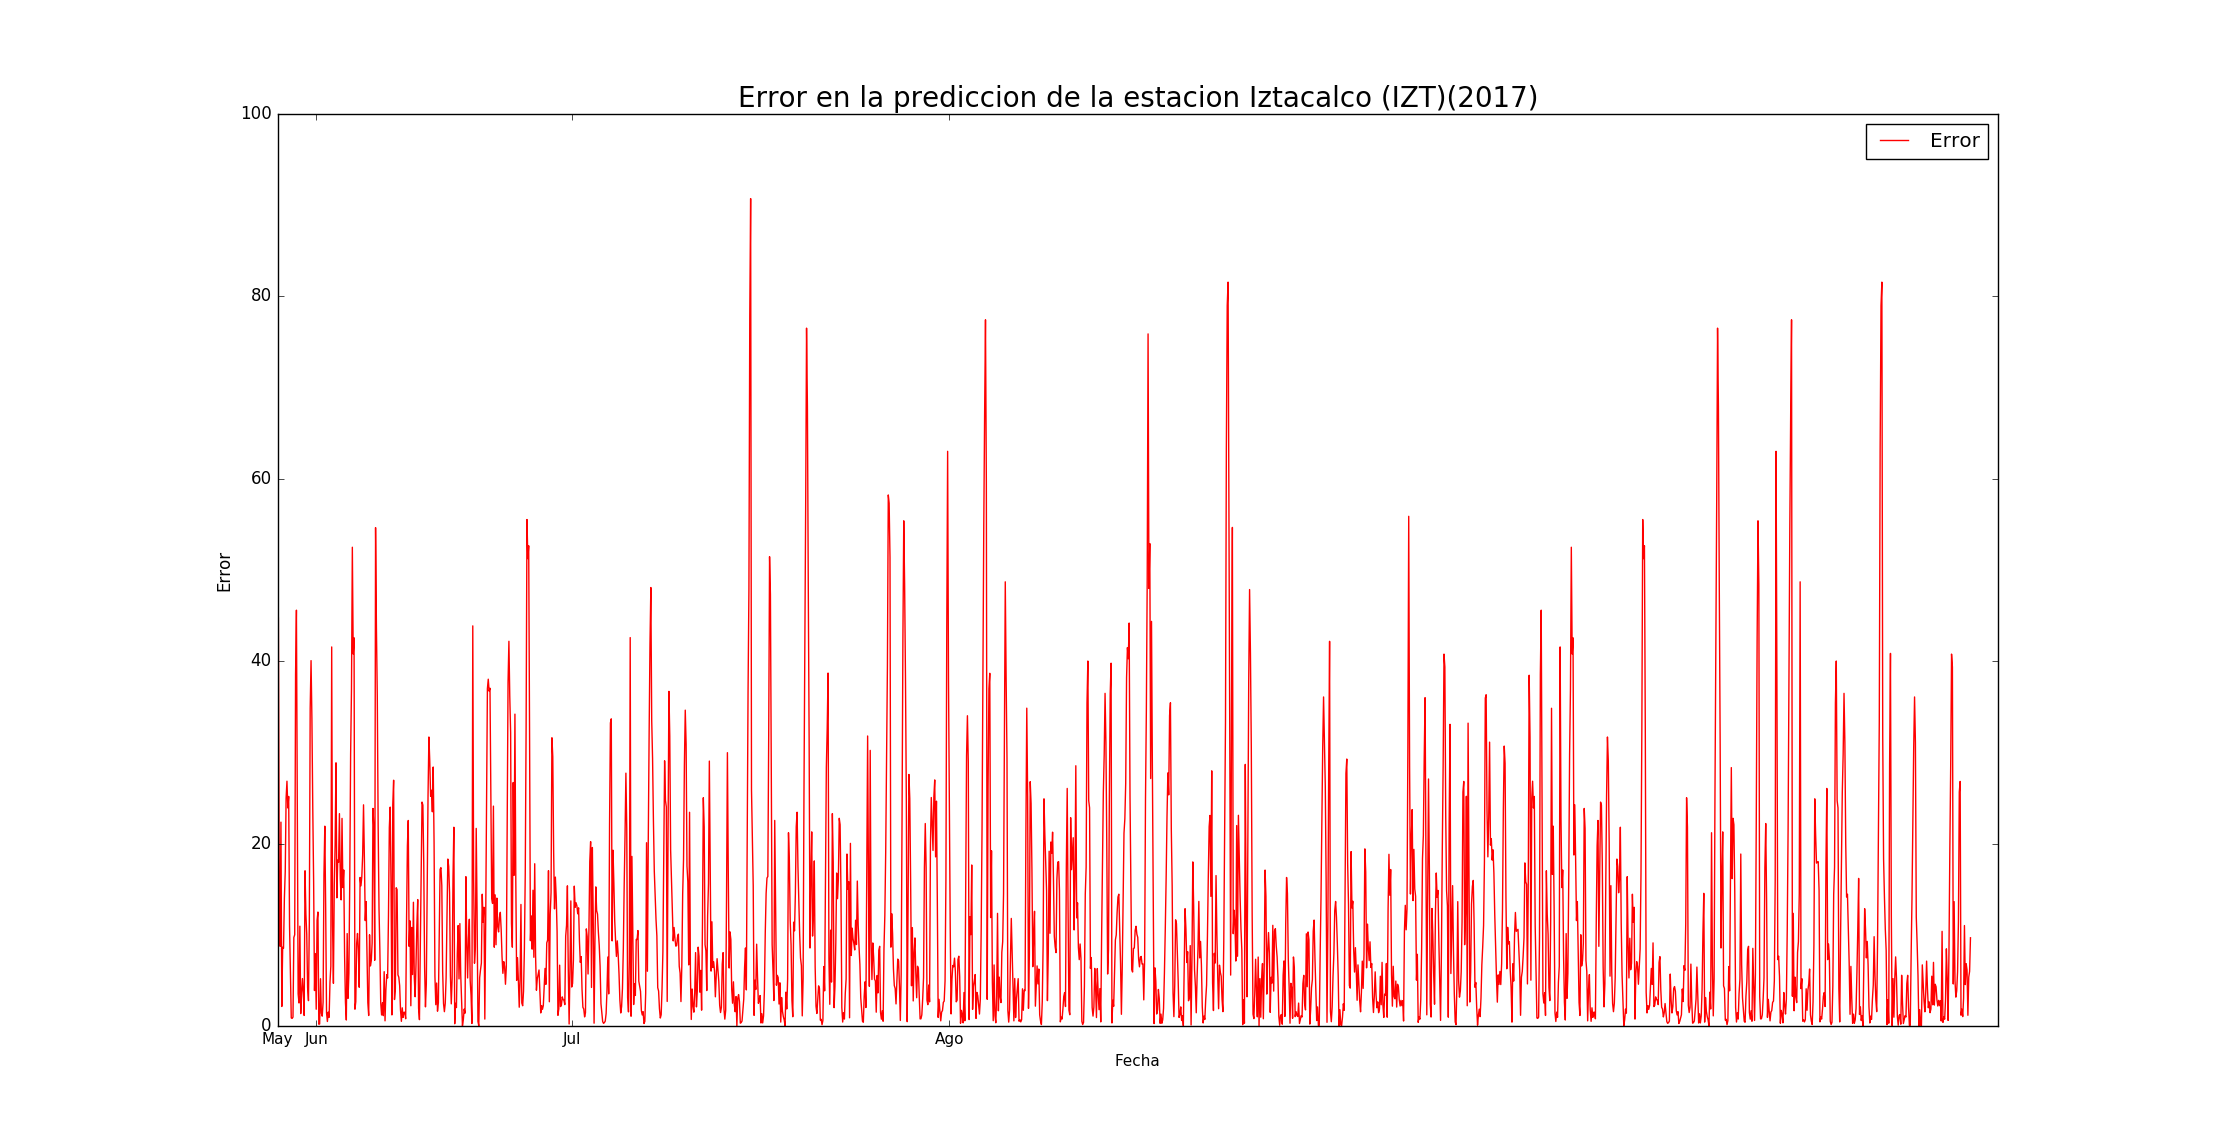 Error en la prediccion de la estacion Iztacalco (IZT)(2017)
100
Error
80
60
Error
40
20
0
May Jun Jul Ago
Fecha